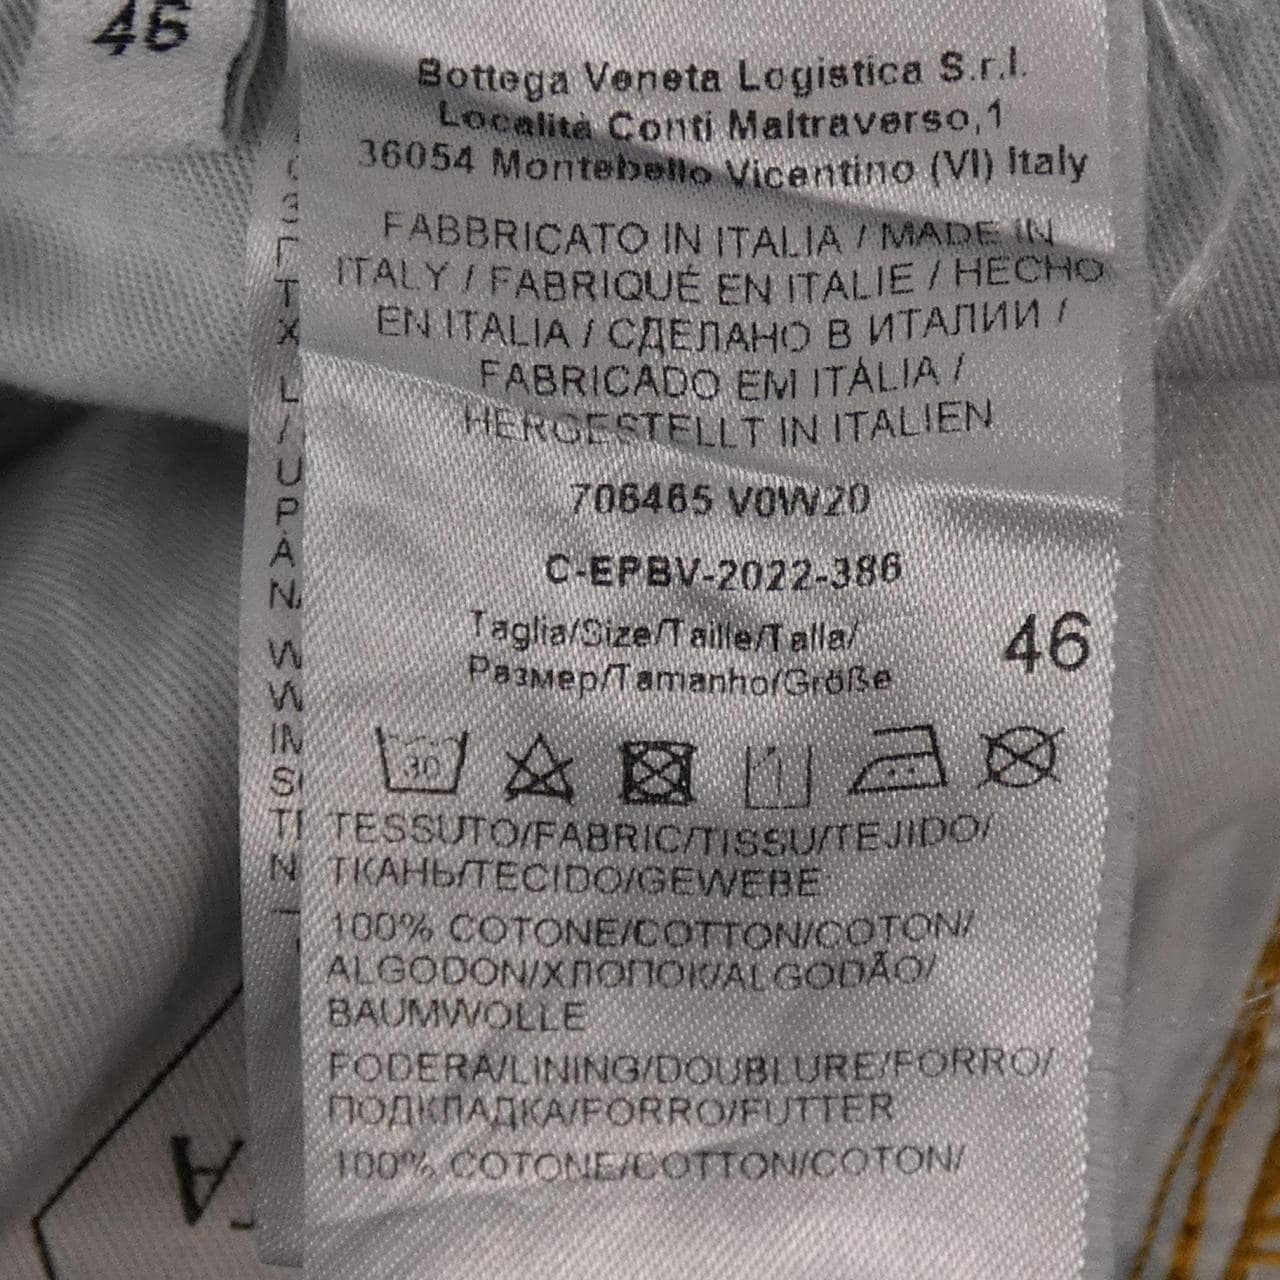 46
Bottega Veneta Logistica S.r.l.
Località Conti Maltraverso,1
36054 Montebello Vicentino (VI) Italy
FABBRICATO IN ITALIA / MADE IN
ITALY / FABRIQUÉ EN ITALIE / HECHO
EN ITALIA / СДЕЛАНО В ИТАЛИИ /
FABRICADO EM ITÁLIA /
HERGESTELLT IN ITALIEN
706465 V0W20
C-EPBV-2022-386
Taglia/Size/Taille/Talla/
Размер/Tamanho/Größe
46
30
TESSUTO/FABRIC/TISSU/TEJIDO/
ТКАНЬ/TECIDO/GEWEBE
100% COTONE/COTTON/COTON/
ALGODON/ХЛОПОК/ALGODÃO/
BAUMWOLLE
FODERA/LINING/DOUBLURE/FORRO/
ПОДКЛАДКА/FORRO/FUTTER
100% COTONE/COTTON/COTON/